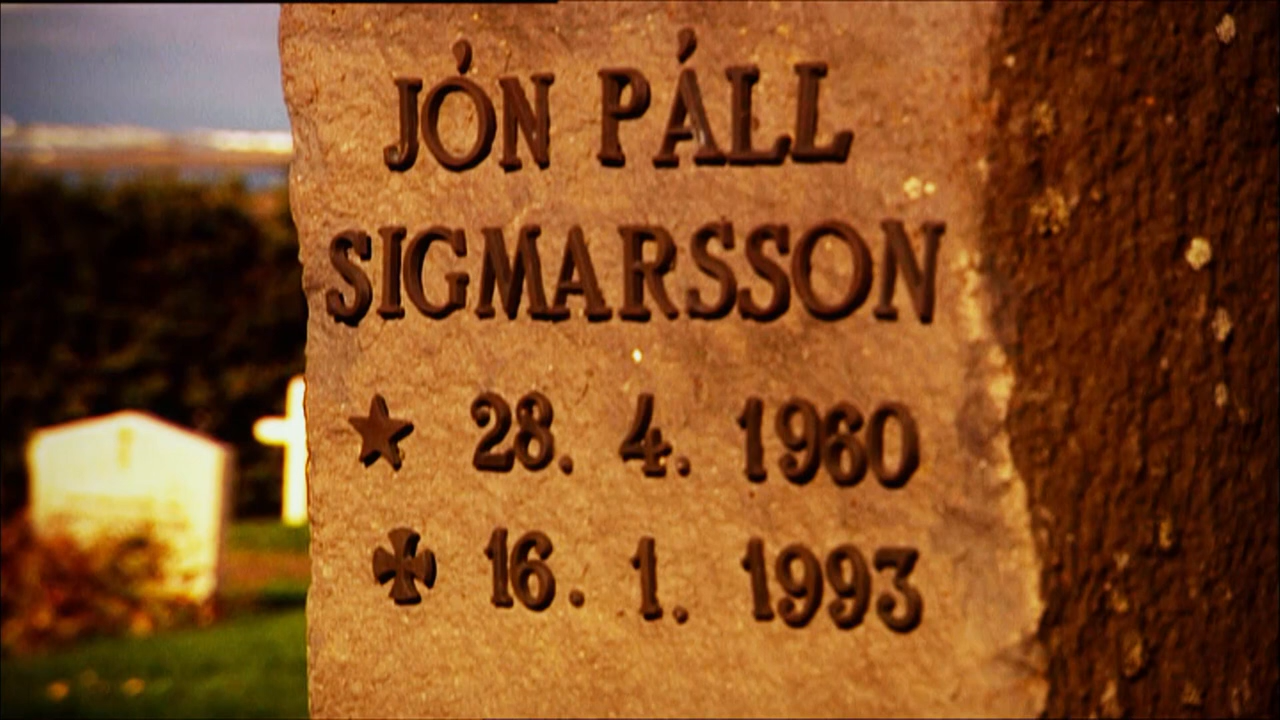 JÓN PÁLL
SIGMARSSON
★ 28. 4. 1960
✠ 16. 1. 1993